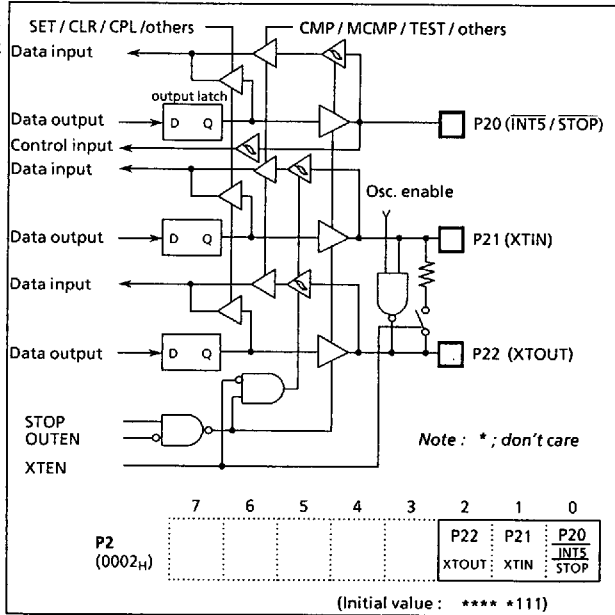 SET / CLR / CPL / others
CMP / MCMP / TEST / others
Data input
output latch
Data output
D Q
P20 (INT5 / STOP)
Control input
Data input
Osc. enable
Data output
D Q
P21 (XTIN)
Data input
Data output
D Q
P22 (XTOUT)
STOP
OUTEN
XTEN
Note : * ; don't care
7 6 5 4 3 2 1 0
P2
(0002H)
P22
XTOUT
P21
XTIN
P20
INT5
STOP
(Initial value : **** *111)